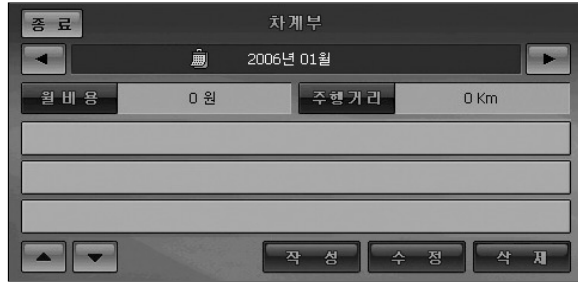 종 료 차계부
2006년 01월
월 비 용 0 원 주행거리 0 Km
작 성 수 정 삭 제